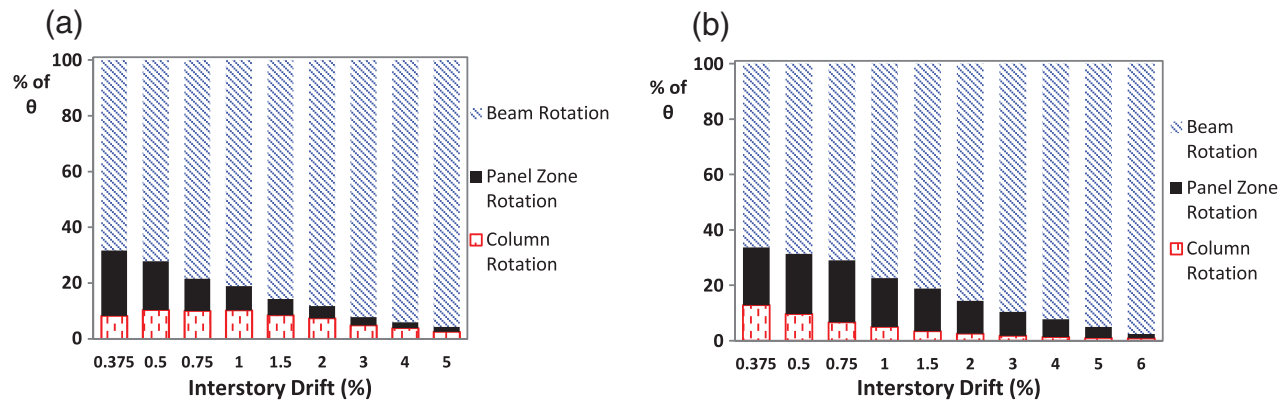 (a)
% of
θ
100
80
60
40
20
0
0.375 0.5 0.75 1 1.5 2 3 4 5
Interstory Drift (%)
Beam Rotation
Panel Zone
Rotation
Column
Rotation
(b)
% of
θ
100
80
60
40
20
0
0.375 0.5 0.75 1 1.5 2 3 4 5 6
Interstory Drift (%)
Beam
Rotation
Panel Zone
Rotation
Column
Rotation